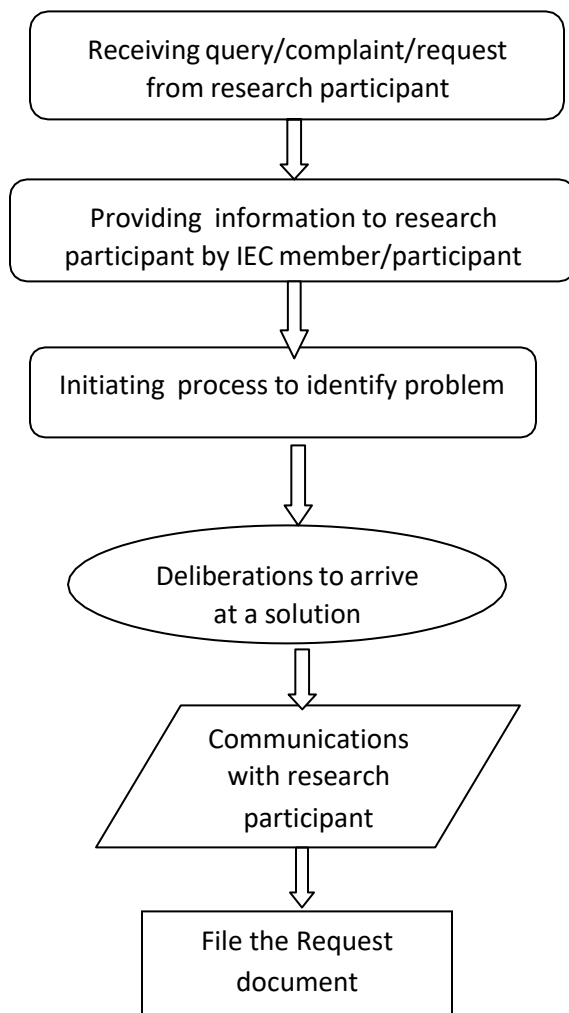 Receiving query/complaint/request
from research participant
Providing information to research
participant by IEC member/participant
Initiating process to identify problem
Deliberations to arrive
at a solution
Communications
with research
participant
File the Request
document